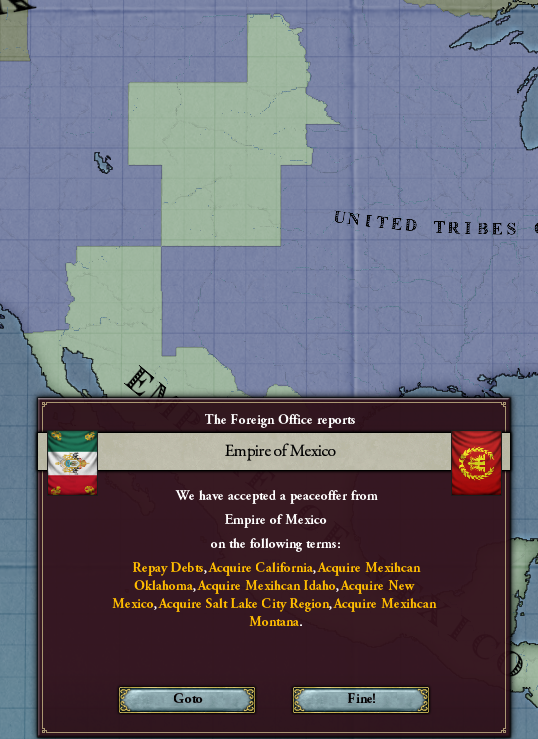 UNITED TRIBES
The Foreign Office reports
Empire of Mexico
We have accepted a peaceoffer from
Empire of Mexico
on the following terms:
Repay Debts, Acquire California, Acquire Mexihcan
Oklahoma, Acquire Mexihcan Idaho, Acquire New
Mexico, Acquire Salt Lake City Region, Acquire Mexihcan
Montana.
Goto
Fine!